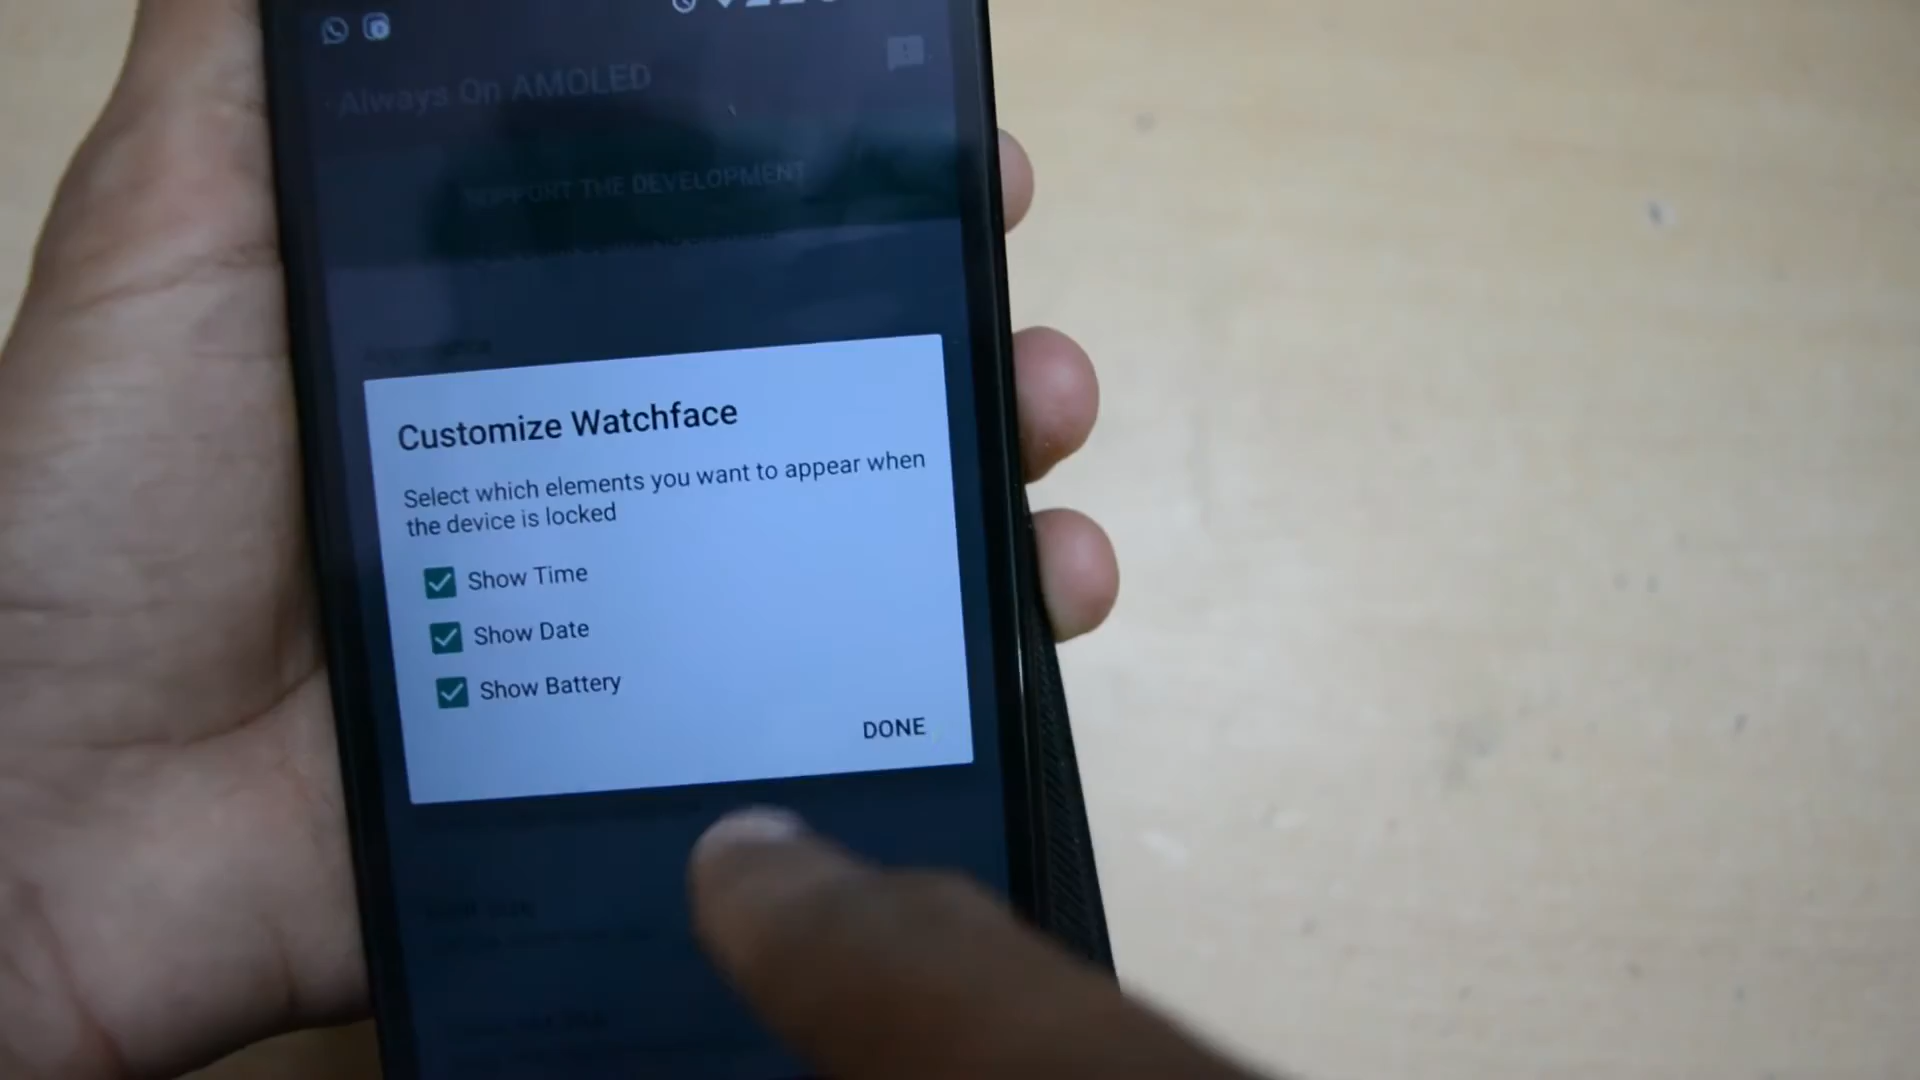 Always On AMOLED
SUPPORT THE DEVELOPMENT
Appearance
Customize Watchface
Select which elements you want to appear when
the device is locked
Show Time
Show Date
Show Battery
DONE